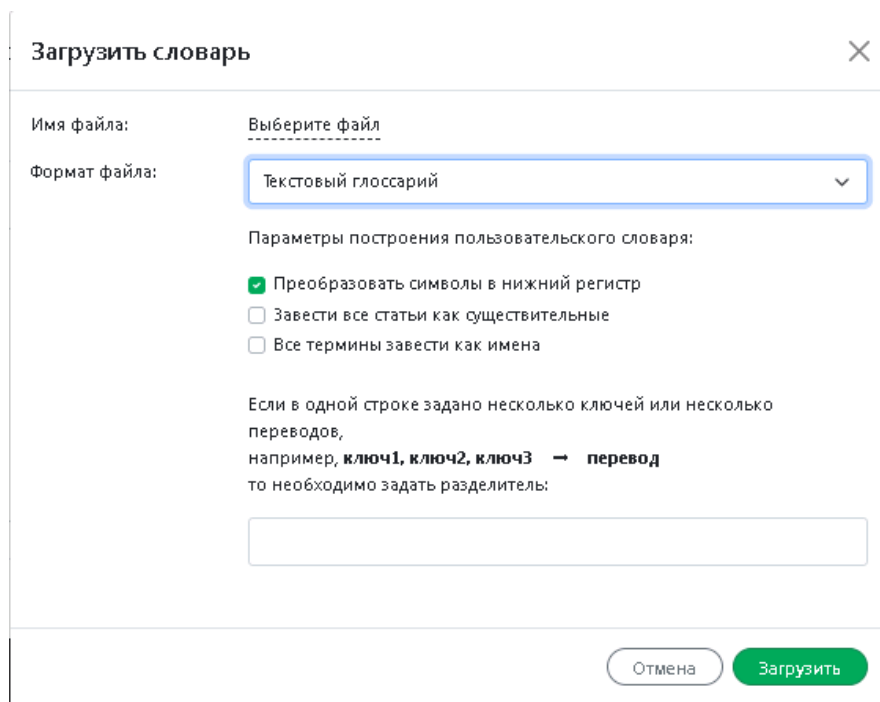 Загрузить словарь
Имя файла:
Выберите файл
Формат файла:
Текстовый глоссарий
Параметры построения пользовательского словаря:
Преобразовать символы в нижний регистр
Завести все статьи как существительные
Все термины завести как имена
Если в одной строке задано несколько ключей или несколько
переводов,
например, ключ1, ключ2, ключ3 → перевод
то необходимо задать разделитель:
Отмена
Загрузить